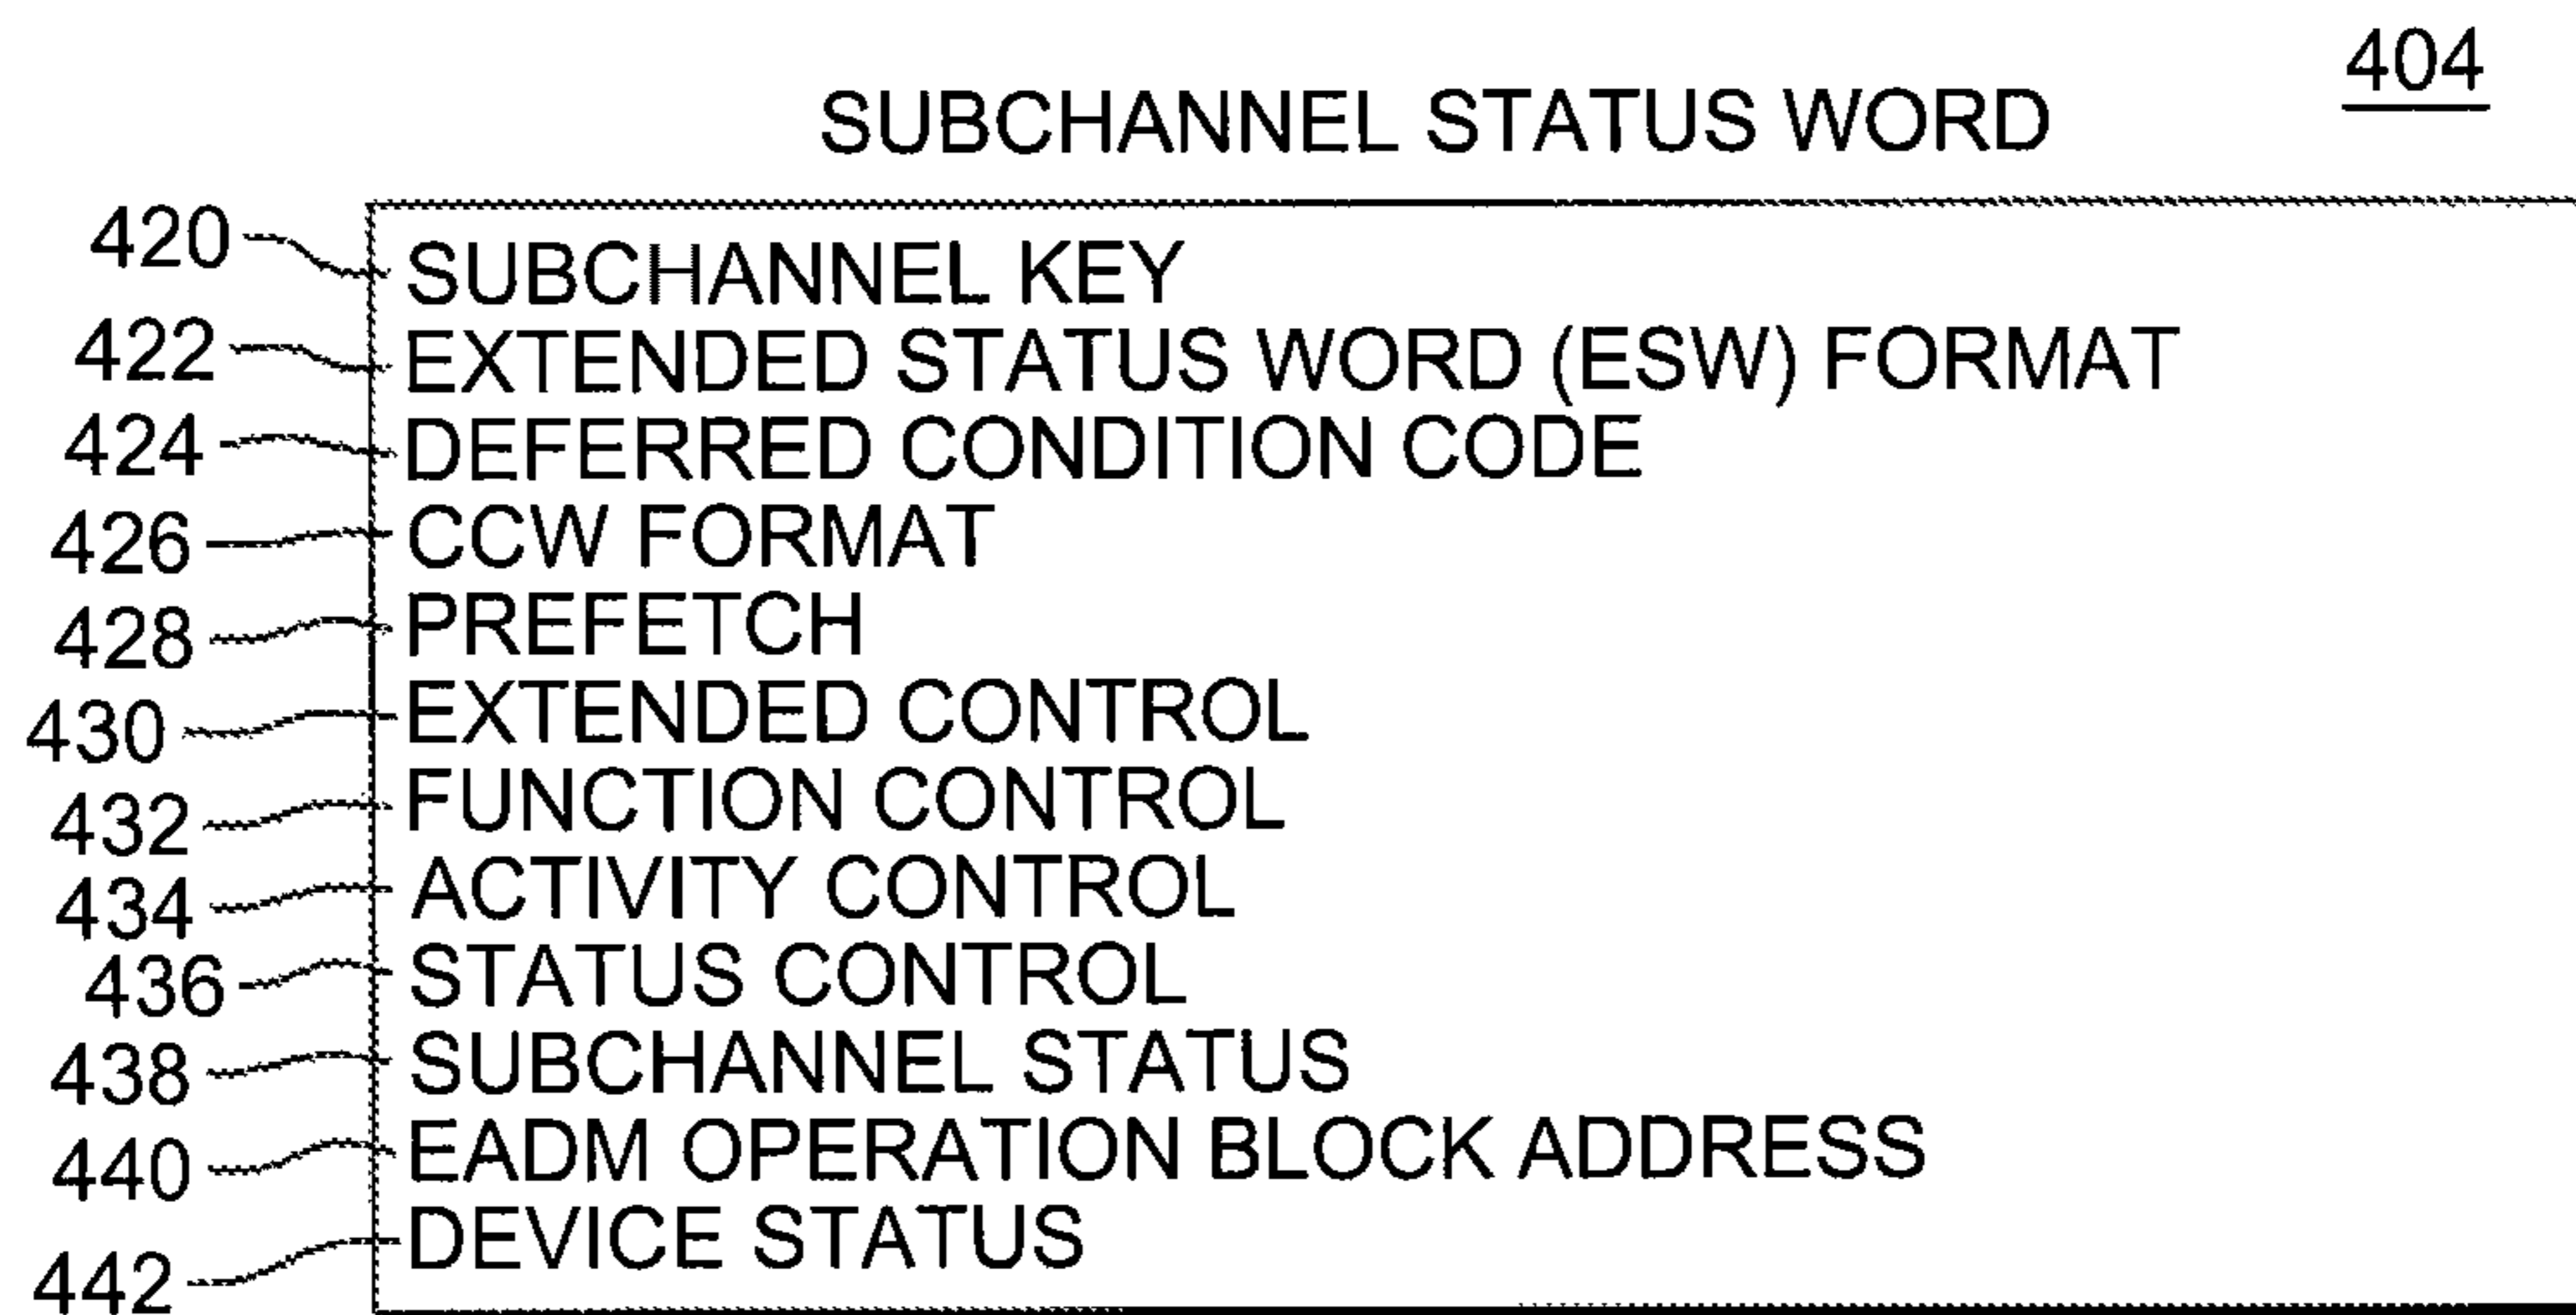 404
SUBCHANNEL STATUS WORD
420 SUBCHANNEL KEY
422 EXTENDED STATUS WORD (ESW) FORMAT
424 DEFERRED CONDITION CODE
426 CCW FORMAT
428 PREFETCH
430 EXTENDED CONTROL
432 FUNCTION CONTROL
434 ACTIVITY CONTROL
436 STATUS CONTROL
438 SUBCHANNEL STATUS
440 EADM OPERATION BLOCK ADDRESS
442 DEVICE STATUS